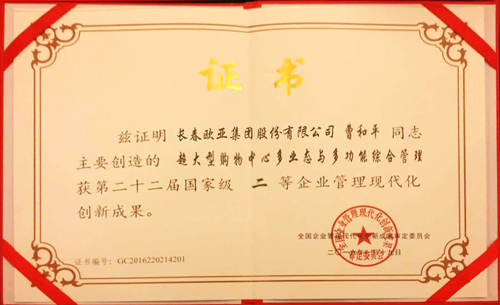 证书
兹证明 长春欧亚集团股份有限公司 曹和平 同志
主要创造的 超大型购物中心多业态与多功能综合管理
获第二十二届国家级 二 等企业管理现代化
创新成果。
全国企业管理现代化创新成果审定委员会
证书编号：GC2016220214201